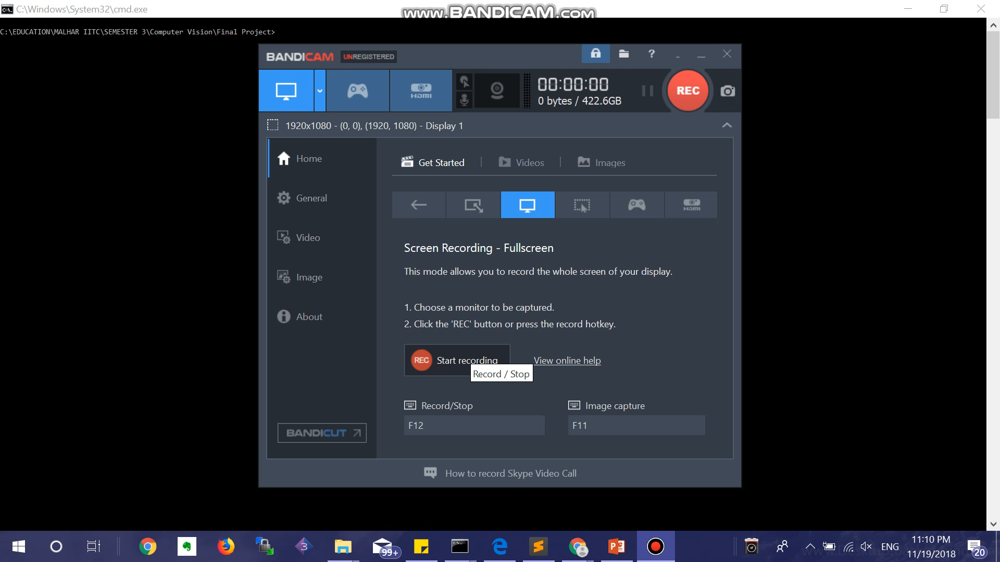 C:\Windows\System32\cmd.exe
www.BANDICAM.com
C:\EDUCATION\MALHAR IITC\SEMESTER 3\Computer Vision\Final Project>
BANDICAM UNREGISTERED
?
HDMI
00:00:00
0 bytes / 422.6GB
REC
1920x1080 - (0, 0), (1920, 1080) - Display 1
Home
General
Video
Image
About
BANDICUT
Get Started
Videos
Images
HDMI
Screen Recording - Fullscreen
This mode allows you to record the whole screen of your display.
1. Choose a monitor to be captured.
2. Click the 'REC' button or press the record hotkey.
REC Start recording
View online help
Record / Stop
Record/Stop
Image capture
F12
F11
How to record Skype Video Call
3
99+
ENG
11:10 PM
11/19/2018
20